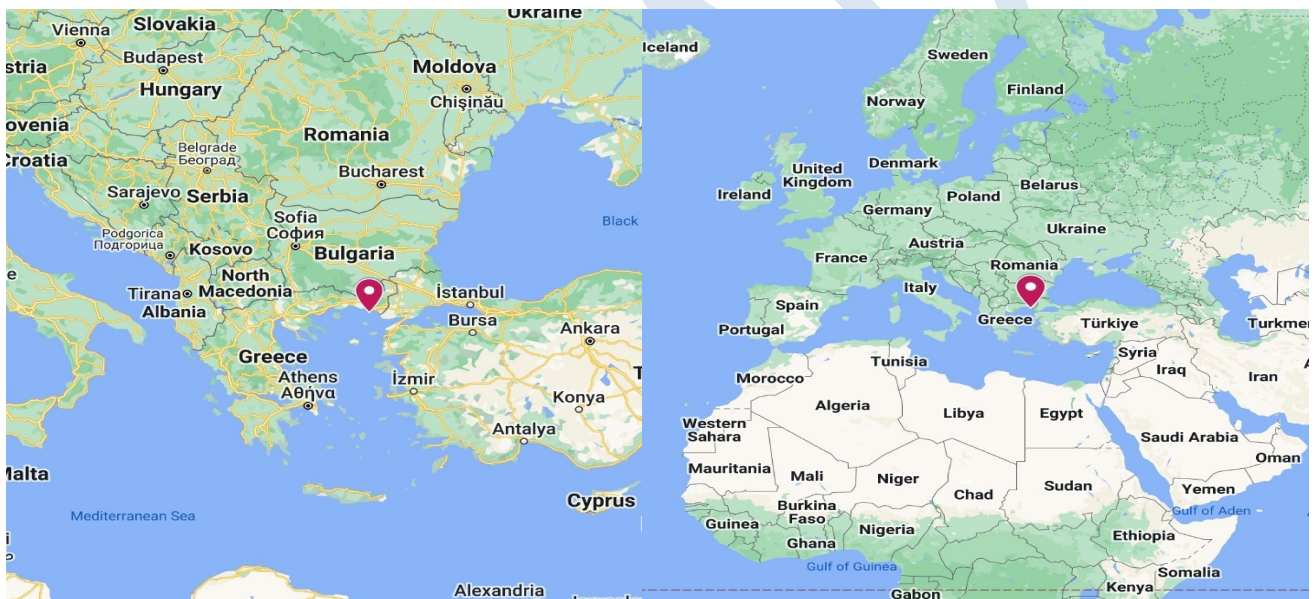 Ukraine
Vienna
Slovakia
stria
Budapest
Hungary
Moldova
Chişinău
ovenia
Croatia
Romania
Belgrade
Београд
Bucharest
Sarajevo
Serbia
Sofia
София
Black
Podgorica
Подгорица
Kosovo
Bulgaria
e
North
Macedonia
Tirana
Albania
İstanbul
Bursa
Ankara
Greece
Athens
Αθήνα
İzmir
Konya
T
Antalya
Malta
Cyprus
Mediterranean Sea
Alexandria
Iceland
Sweden
Finland
Norway
United
Kingdom
Denmark
Ireland
Belarus
Poland
Germany
Ukraine
Austria
France
Romania
Italy
Spain
Portugal
Greece
Türkiye
Turkme
Tunisia
Syria
Iraq
Iran
Morocco
Algeria
Libya
Egypt
Western
Sahara
Saudi Arabia
Oman
Mauritania
Mali
Niger
Chad
Sudan
Yemen
Gulf of Aden
Burkina
Faso
Guinea
Nigeria
Ghana
Ethiopia
Gulf of Guinea
Somalia
Kenya
Gabon